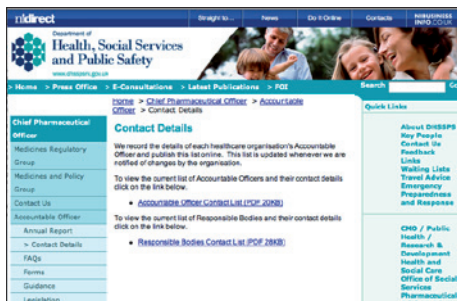 nidirect
Straight to...
News
Do It Online
Contacts
NIBUSINESS
INFO.CO.UK
Department of
Health, Social Services
and Public Safety
www.dhsspsni.gov.uk
> Home > Press Office > E-Consultations > Latest Publications > FOI
Search
Go
Home > Chief Pharmaceutical Officer > Accountable
Officer > Contact Details
Chief Pharmaceutical
Officer
Medicines Regulatory
Group
Medicines and Policy
Group
Contact Us
Accountable Officer
Annual Report
> Contact Details
FAQs
Forms
Guidance
Legislation
Contact Details
We record the details of each healthcare organisation's Accountable
Officer and publish this list online. This list is updated whenever we are
notified of changes by the organisation.
To view the current list of Accountable Officers and their contact details
click on the link below.
• Accountable Officer Contact List (PDF 20KB)
To view the current list of Responsible Bodies and their contact details
click on the link below.
• Responsible Bodies Contact List (PDF 28KB)
Quick Links
About DHSSPS
Key People
Contact Us
Feedback
Links
Waiting Lists
Travel Advice
Emergency
Preparedness
and Response
CMO / Public
Health /
Research &
Development
Health and
Social Care
Office of Social
Services
Pharmaceutical